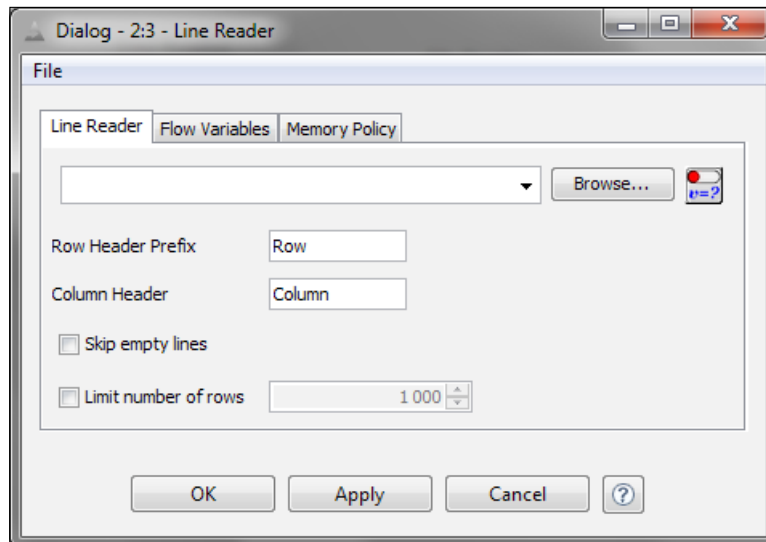 Dialog - 2:3 - Line Reader
File
Line Reader Flow Variables Memory Policy
Browse... v=?
Row Header Prefix Row
Column Header Column
Skip empty lines
Limit number of rows 1 000
OK Apply Cancel ?